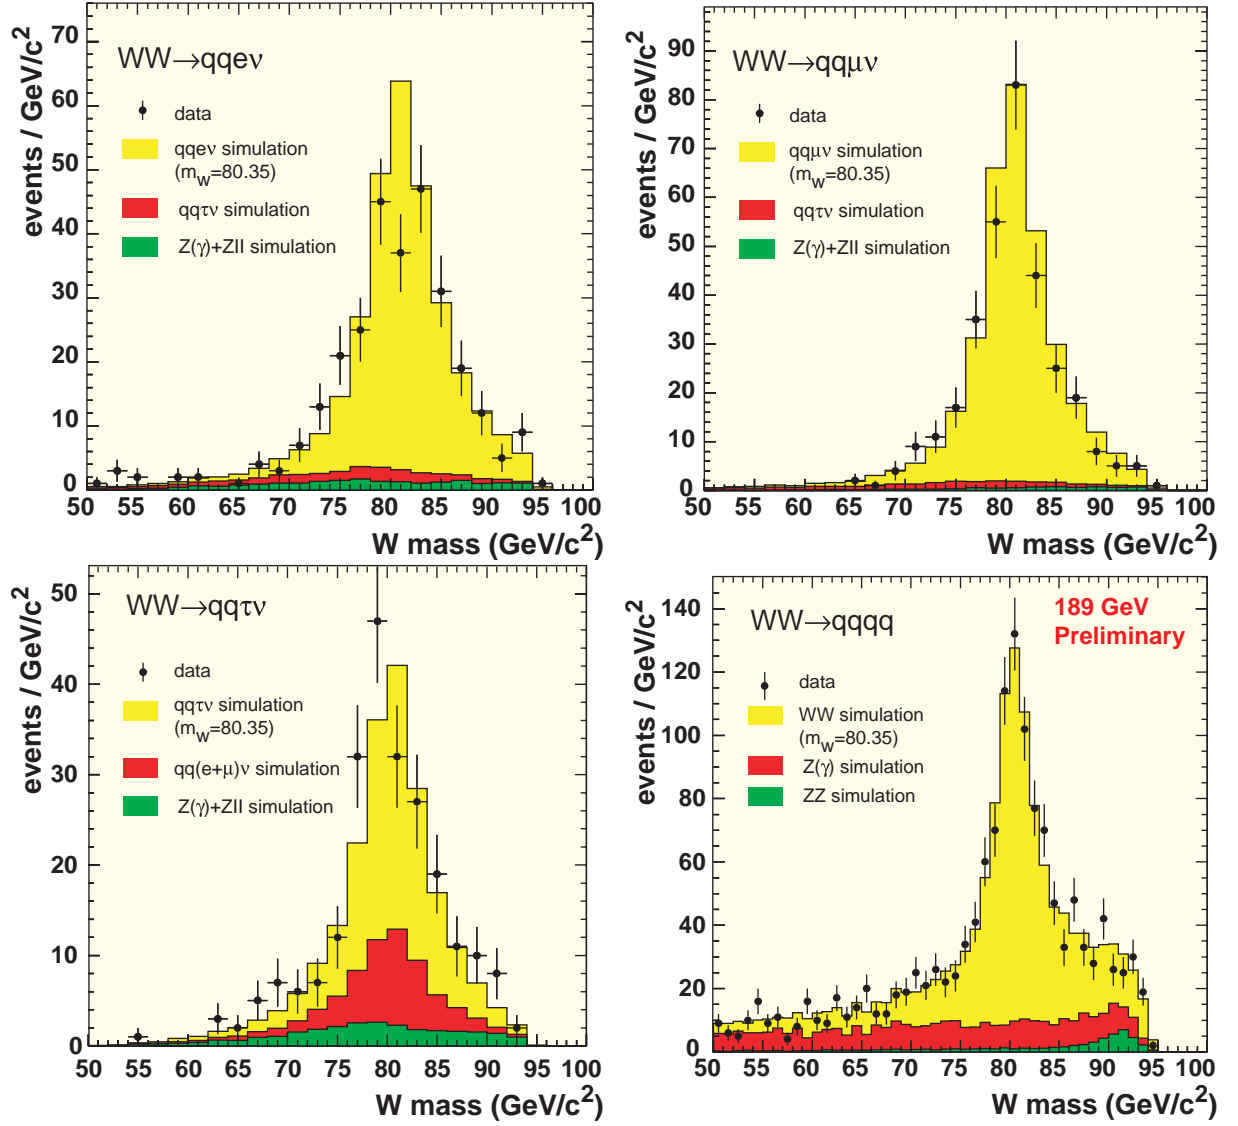 WW→qqeν
data
qqeν simulation
(mW=80.35)
qqτν simulation
Z(γ)+ZII simulation
events / GeV/c2
70
60
50
40
30
20
10
0
50 55 60 65 70 75 80 85 90 95 100
W mass (GeV/c2)
WW→qqμν
data
qqμν simulation
(mW=80.35)
qqτν simulation
Z(γ)+ZII simulation
events / GeV/c2
90
80
70
60
50
40
30
20
10
0
50 55 60 65 70 75 80 85 90 95 100
W mass (GeV/c2)
WW→qqτν
data
qqτν simulation
(mW=80.35)
qq(e+μ)ν simulation
Z(γ)+ZII simulation
events / GeV/c2
50
40
30
20
10
0
50 55 60 65 70 75 80 85 90 95 100
W mass (GeV/c2)
WW→qqqq
189 GeV
Preliminary
data
WW simulation
(mW=80.35)
Z(γ) simulation
ZZ simulation
events / GeV/c2
140
120
100
80
60
40
20
0
50 55 60 65 70 75 80 85 90 95 100
W mass (GeV/c2)